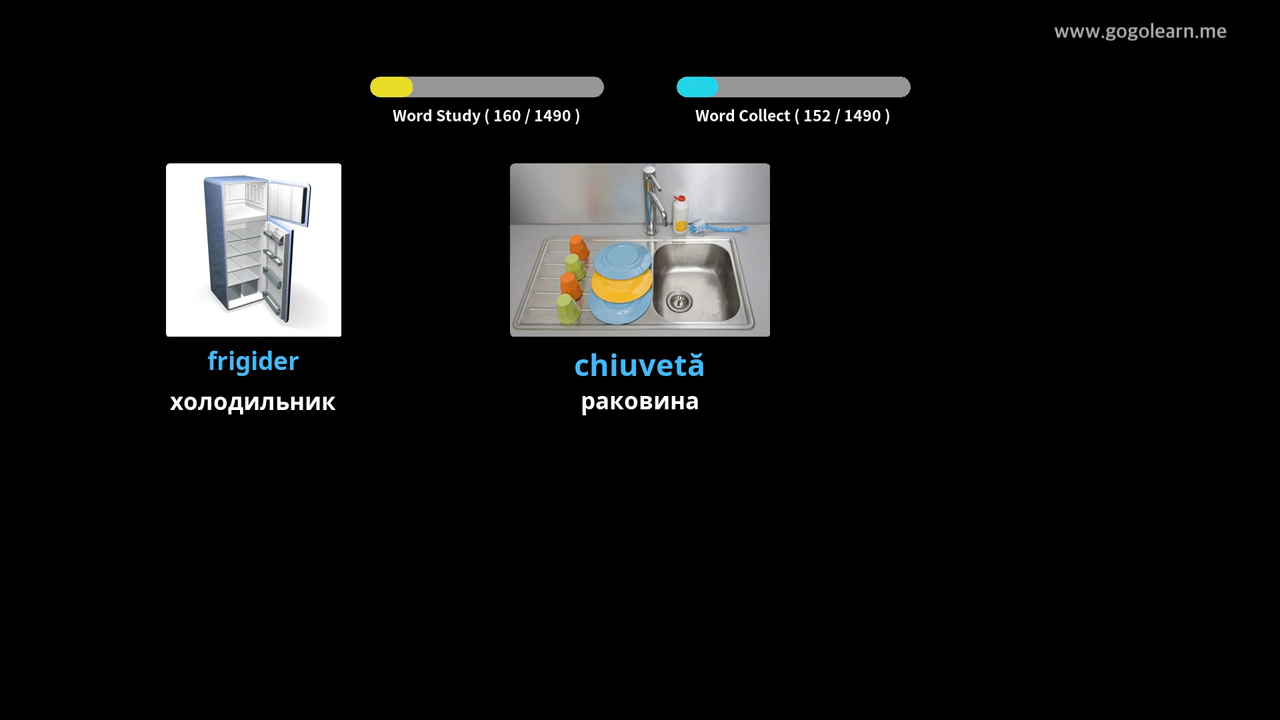 www.gogolearn.me
Word Study ( 160 / 1490 )
Word Collect ( 152 / 1490 )
frigider
холодильник
chiuvetă
раковина